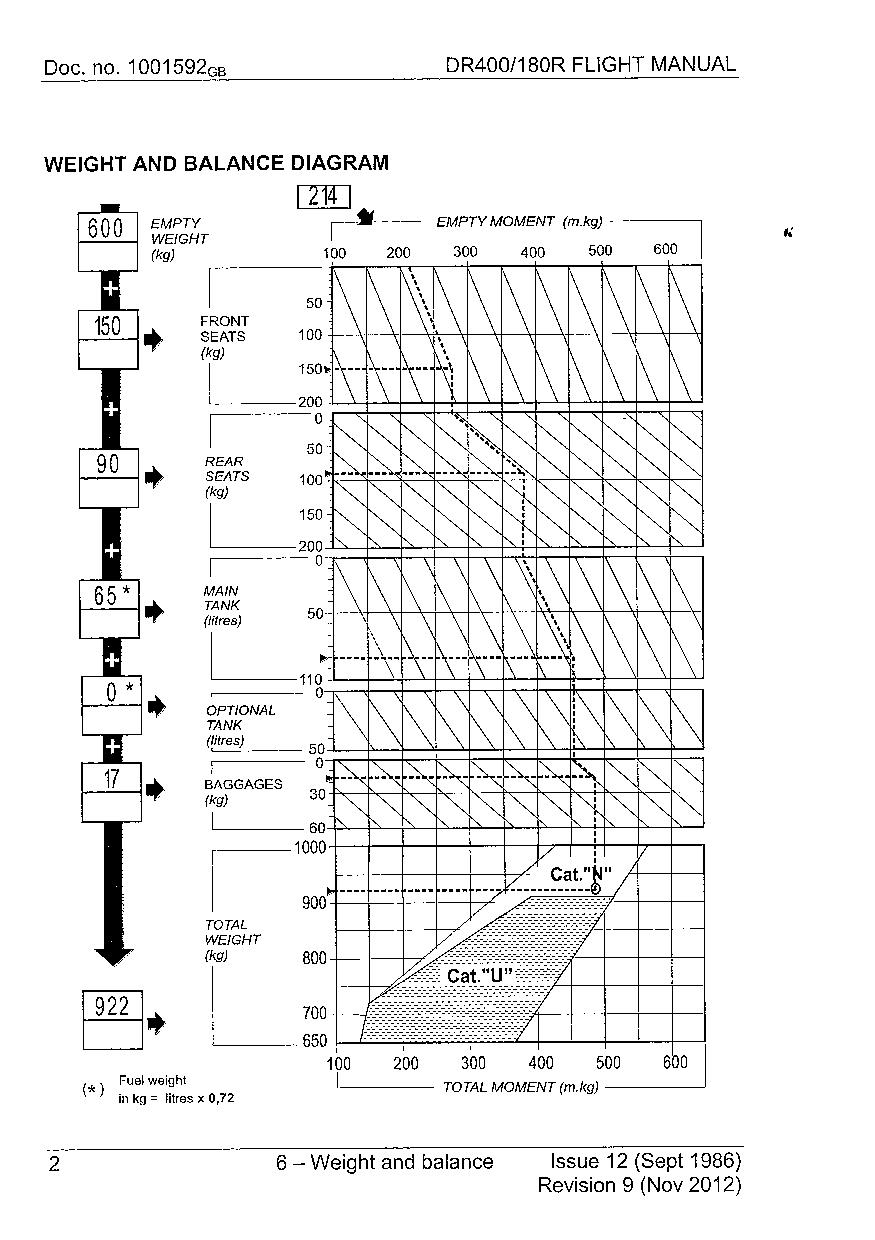 Doc. no. 1001592GB DR400/180R FLIGHT MANUAL
WEIGHT AND BALANCE DIAGRAM
214
600 EMPTY WEIGHT (kg)
EMPTY MOMENT (m.kg)
100 200 300 400 500 600
+
150 FRONT SEATS (kg)
50
100
150
200
+
90 REAR SEATS (kg)
0
50
100
150
200
+
65* MAIN TANK (litres)
0
50
110
+
0* OPTIONAL TANK (litres)
0
50
+
17 BAGGAGES (kg)
0
30
60
1000
900
800
700
650
Cat."N"
Cat."U"
TOTAL WEIGHT (kg)
922
100 200 300 400 500 600
TOTAL MOMENT (m.kg)
(*) Fuel weight
in kg = litres x 0,72
2 6 – Weight and balance Issue 12 (Sept 1986)
Revision 9 (Nov 2012)